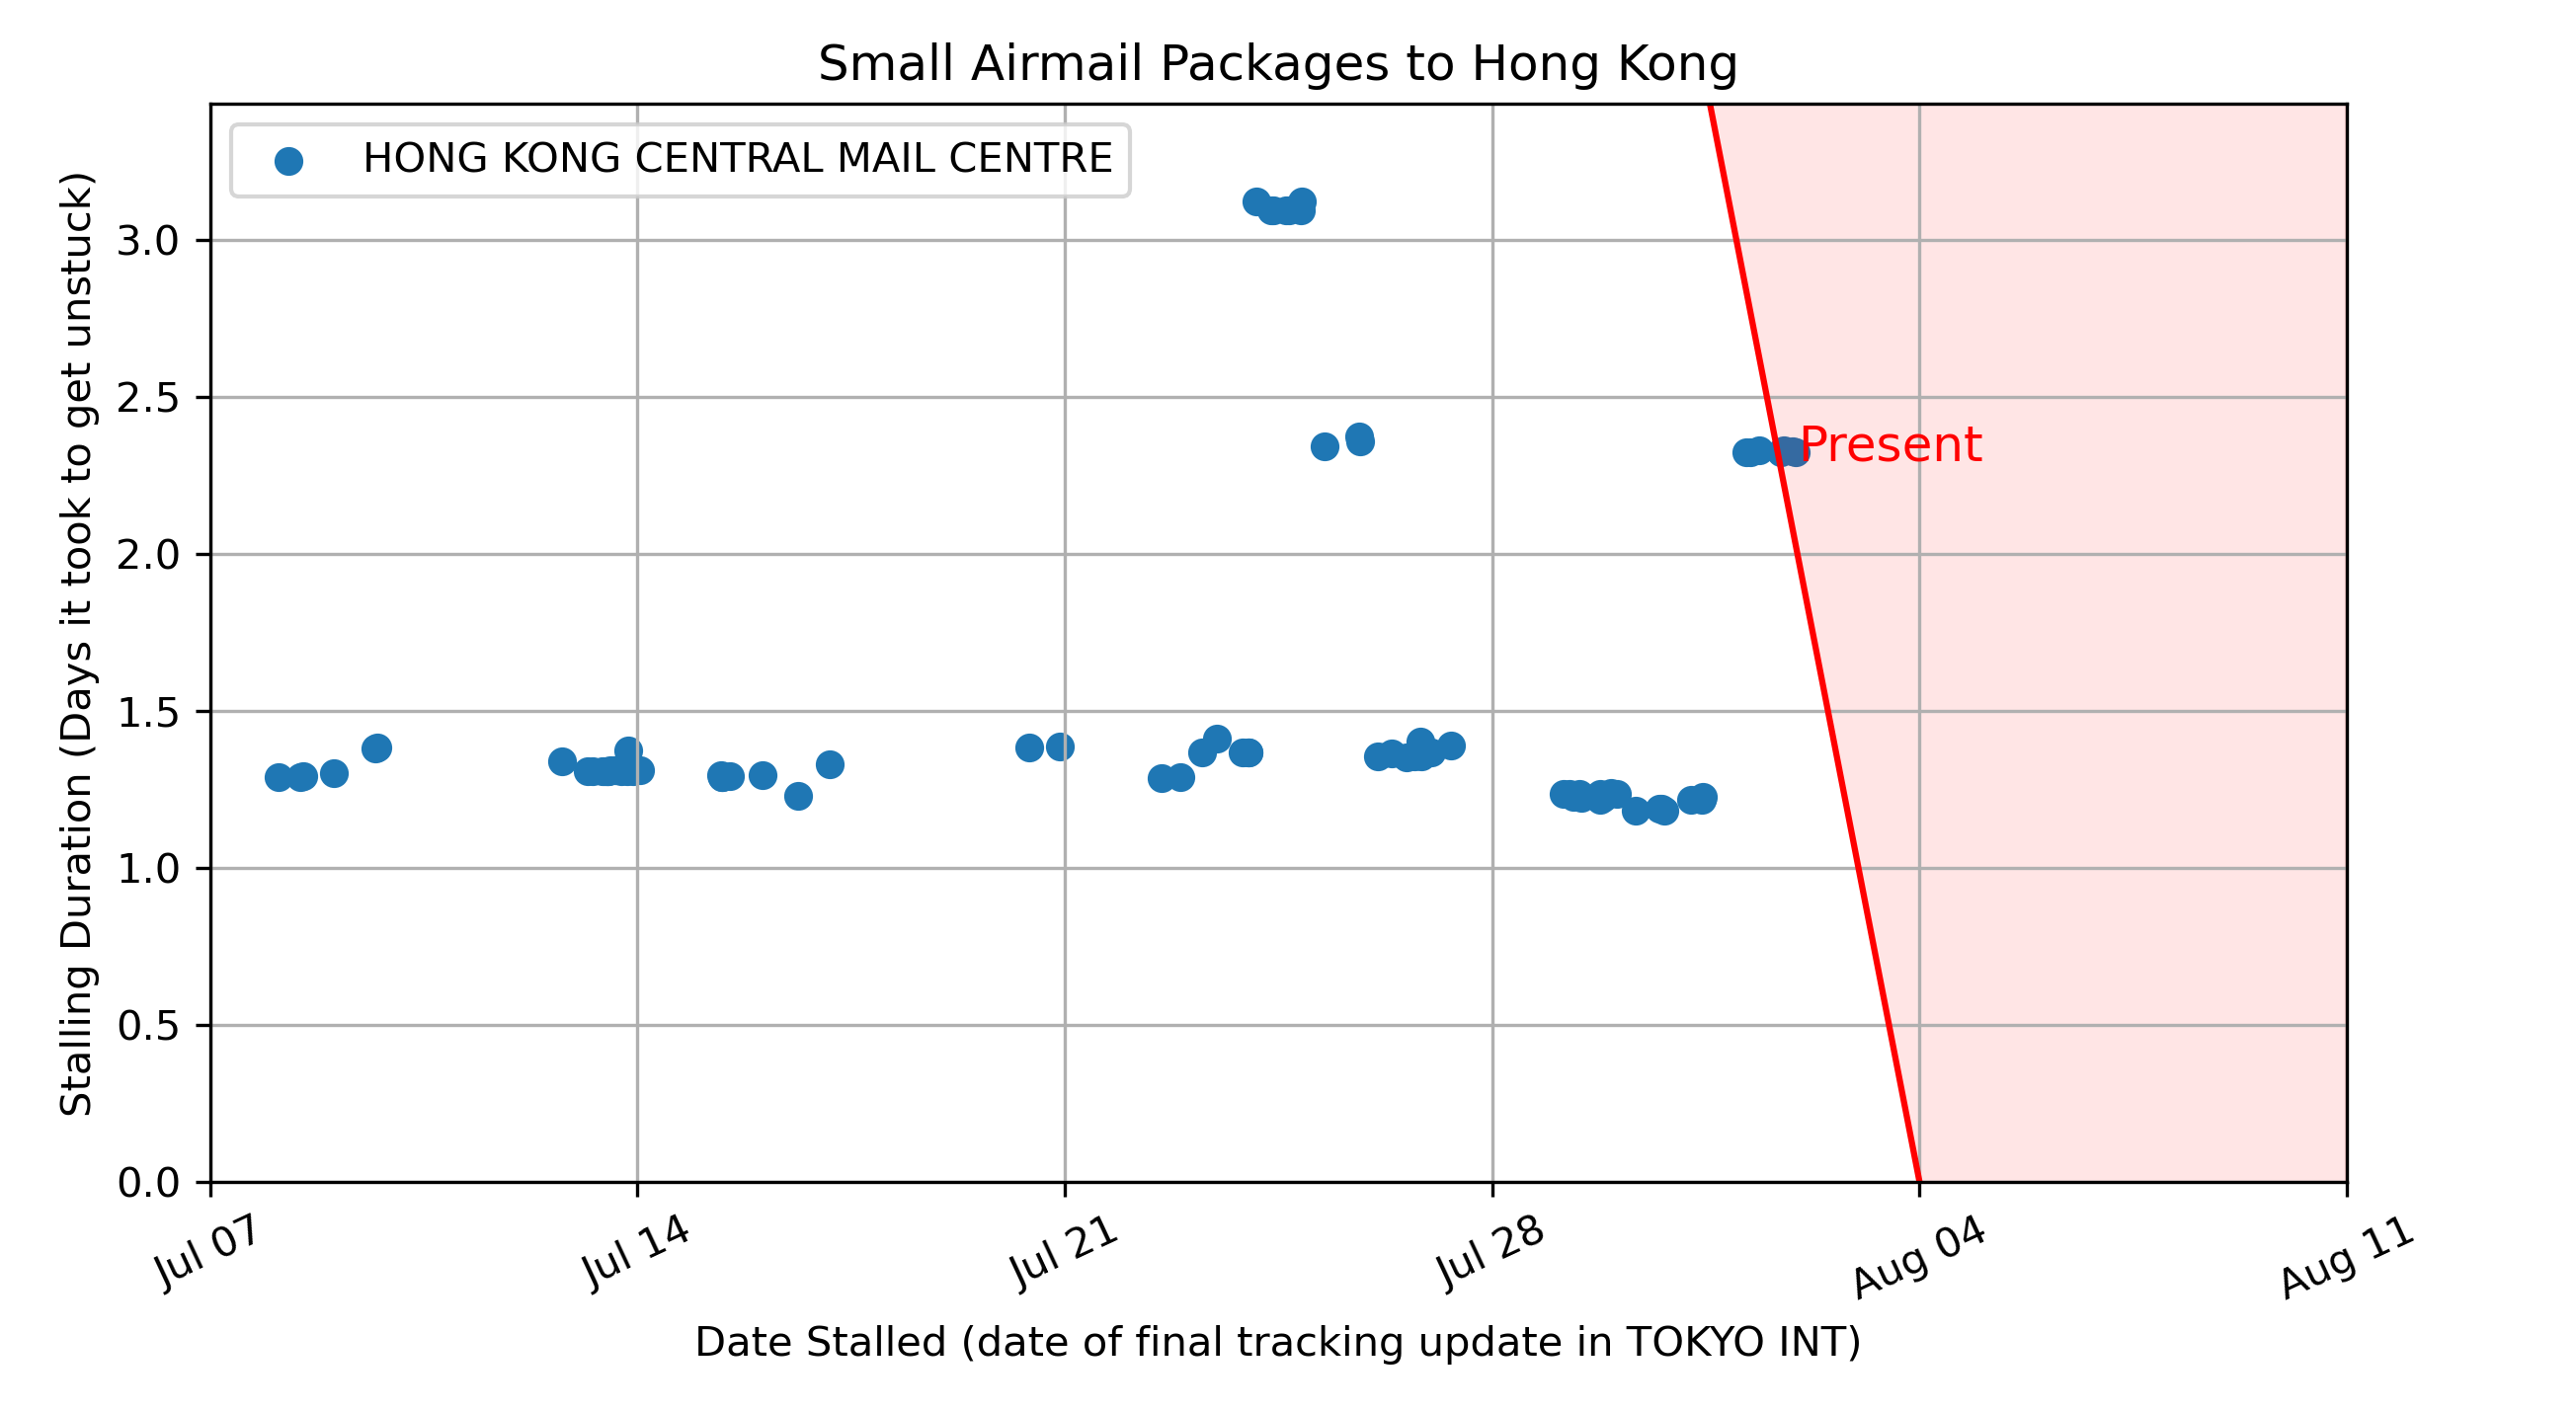 Small Airmail Packages to Hong Kong
HONG KONG CENTRAL MAIL CENTRE
Stalling Duration (Days it took to get unstuck)
3.0
2.5
2.0
1.5
1.0
0.5
0.0
Present
Jul 07
Jul 14
Jul 21
Jul 28
Aug 04
Aug 11
Date Stalled (date of final tracking update in TOKYO INT)